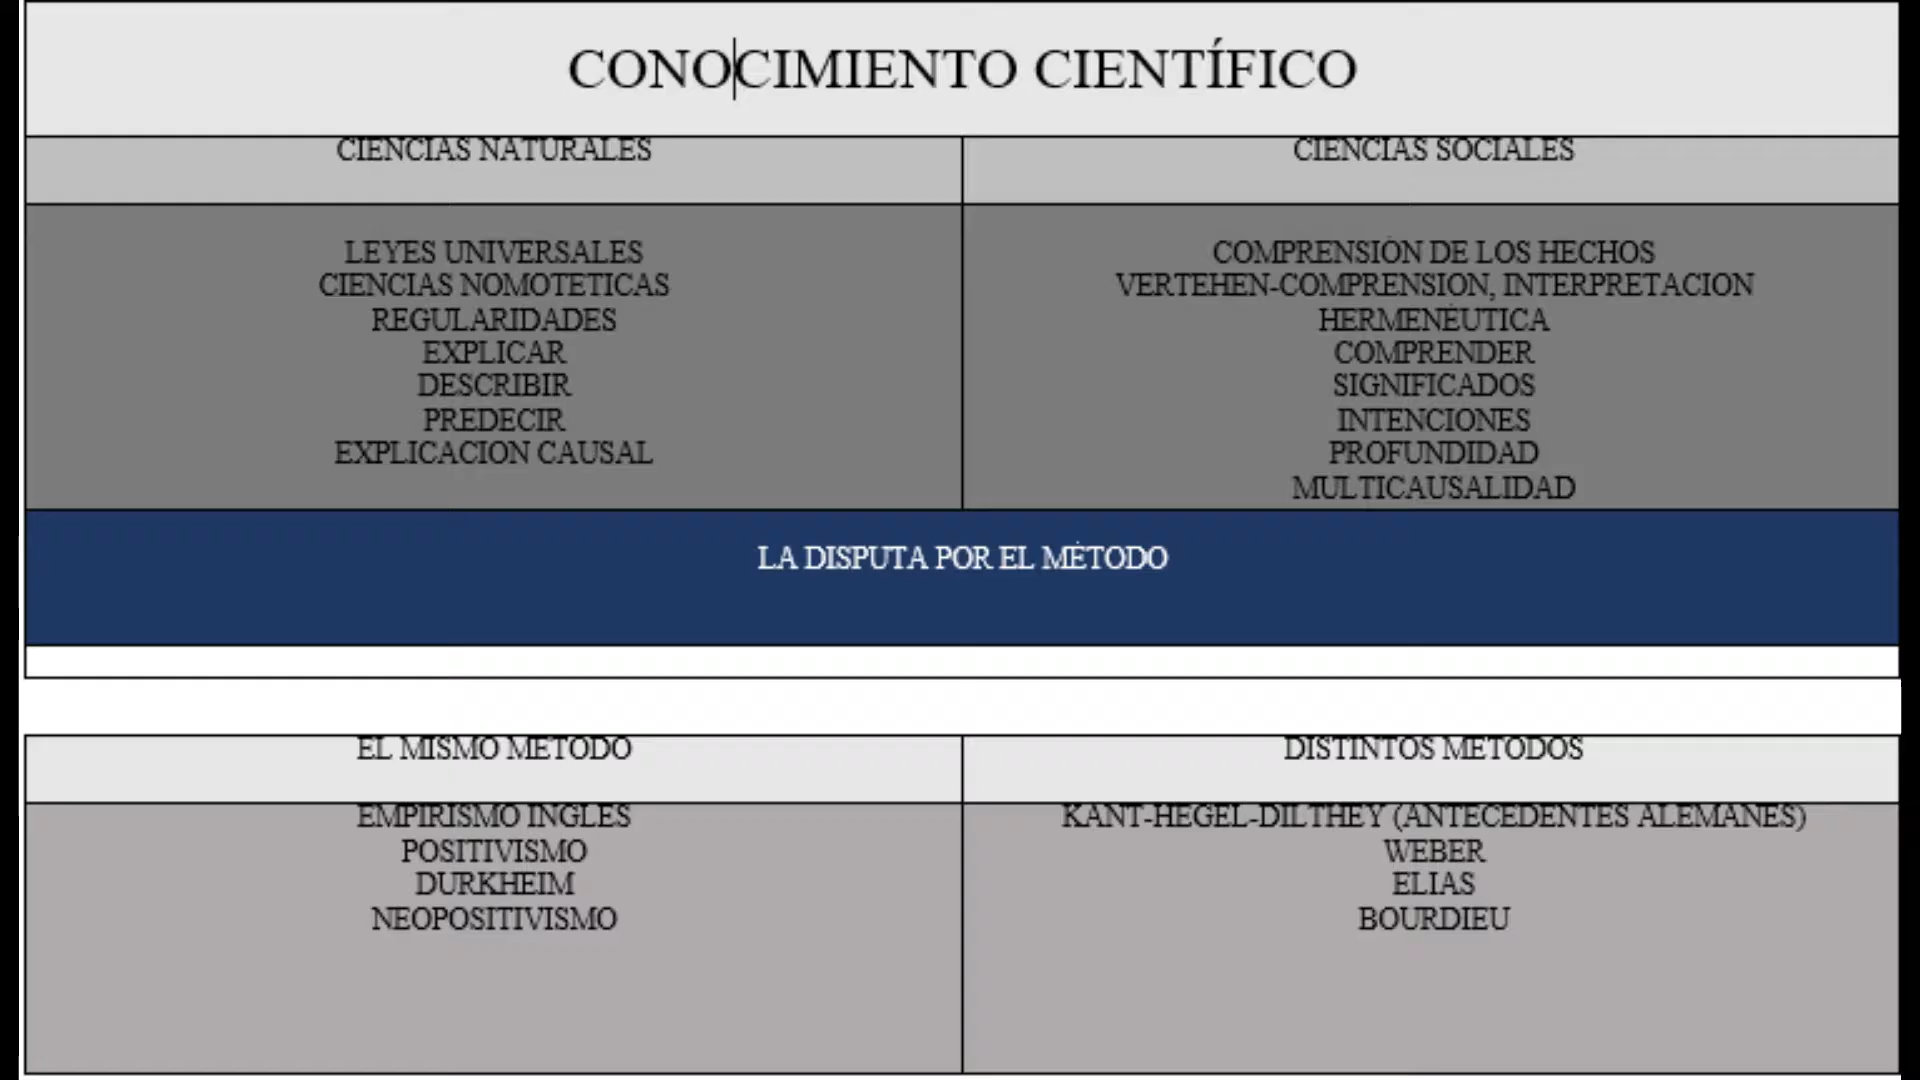 CONOCIMIENTO CIENTÍFICO
CIENCIAS NATURALES
CIENCIAS SOCIALES
LEYES UNIVERSALES
CIENCIAS NOMOTETICAS
REGULARIDADES
EXPLICAR
DESCRIBIR
PREDECIR
EXPLICACION CAUSAL
COMPRENSIÓN DE LOS HECHOS
VERTEHEN-COMPRENSION, INTERPRETACION
HERMENÉUTICA
COMPRENDER
SIGNIFICADOS
INTENCIONES
PROFUNDIDAD
MULTICAUSALIDAD
LA DISPUTA POR EL MÉTODO
EL MISMO METODO
DISTINTOS METODOS
EMPIRISMO INGLES
POSITIVISMO
DURKHEIM
NEOPOSITIVISMO
KANT-HEGEL-DILTHEY (ANTECEDENTES ALEMANES)
WEBER
ELIAS
BOURDIEU